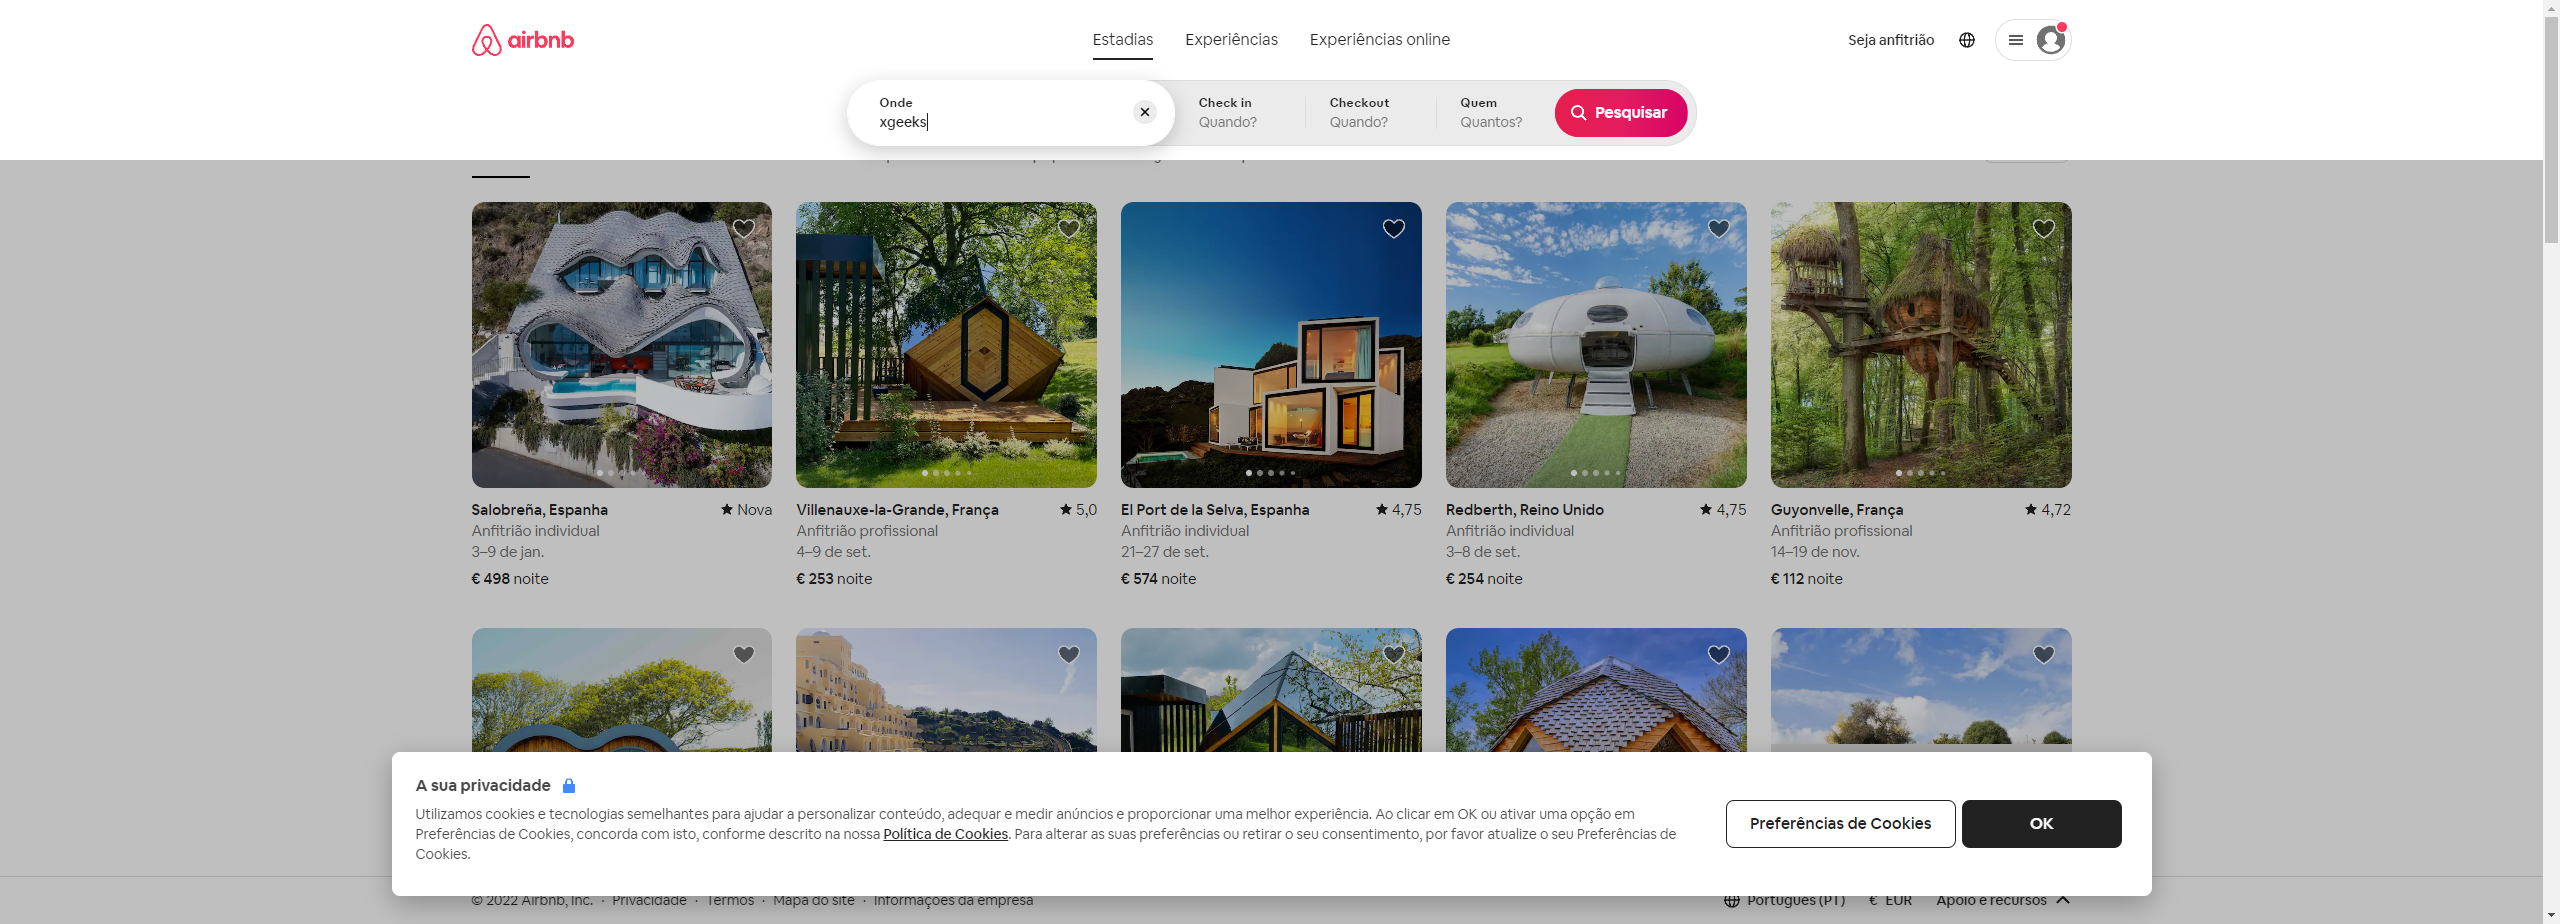 airbnb
Estadias
Experiências
Experiências online
Seja anfitrião
Onde
xgeeks
Check in
Quando?
Checkout
Quando?
Quem
Quantos?
Pesquisar
Salobreña, Espanha
Nova
Anfitrião individual
3–9 de jan.
€ 498 noite
Villenauxe-la-Grande, França
5,0
Anfitrião profissional
4–9 de set.
€ 253 noite
El Port de la Selva, Espanha
4,75
Anfitrião individual
21–27 de set.
€ 574 noite
Redberth, Reino Unido
4,75
Anfitrião individual
3–8 de set.
€ 254 noite
Guyonvelle, França
4,72
Anfitrião profissional
14–19 de nov.
€ 112 noite
A sua privacidade
Utilizamos cookies e tecnologias semelhantes para ajudar a personalizar conteúdo, adequar e medir anúncios e proporcionar uma melhor experiência. Ao clicar em OK ou ativar uma opção em
Preferências de Cookies, concorda com isto, conforme descrito na nossa Política de Cookies. Para alterar as suas preferências ou retirar o seu consentimento, por favor atualize o seu Preferências de
Cookies.
Preferências de Cookies
OK
© 2022 Airbnb, Inc. · Privacidade · Termos · Mapa do site · Informações da empresa
Português (PT)
€ EUR
Apoio e recursos